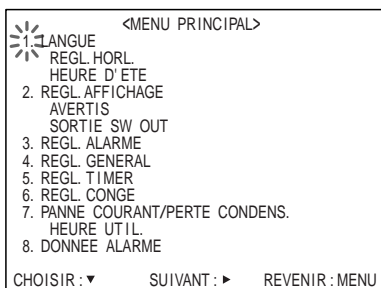 <MENU PRINCIPAL>
1. LANGUE
REGL. HORL.
HEURE D'ETE
2. REGL. AFFICHAGE
AVERTIS
SORTIE SW OUT
3. REGL. ALARME
4. REGL. GENERAL
5. REGL. TIMER
6. REGL. CONGE
7. PANNE COURANT/PERTE CONDENS.
HEURE UTIL.
8. DONNEE ALARME
CHOISIR : ▼ SUIVANT : ► REVENIR : MENU